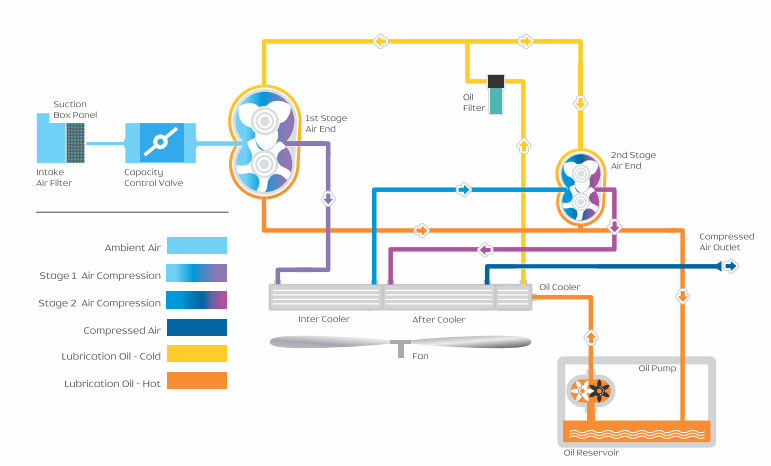 Suction
Box Panel
Intake
Air Filter
Capacity
Control Valve
1st Stage
Air End
Oil
Filter
2nd Stage
Air End
Compressed
Air Outlet
Ambient Air
Stage 1 Air Compression
Stage 2 Air Compression
Compressed Air
Lubrication Oil - Cold
Lubrication Oil - Hot
Inter Cooler
After Cooler
Oil Cooler
Fan
Oil Pump
Oil Reservoir